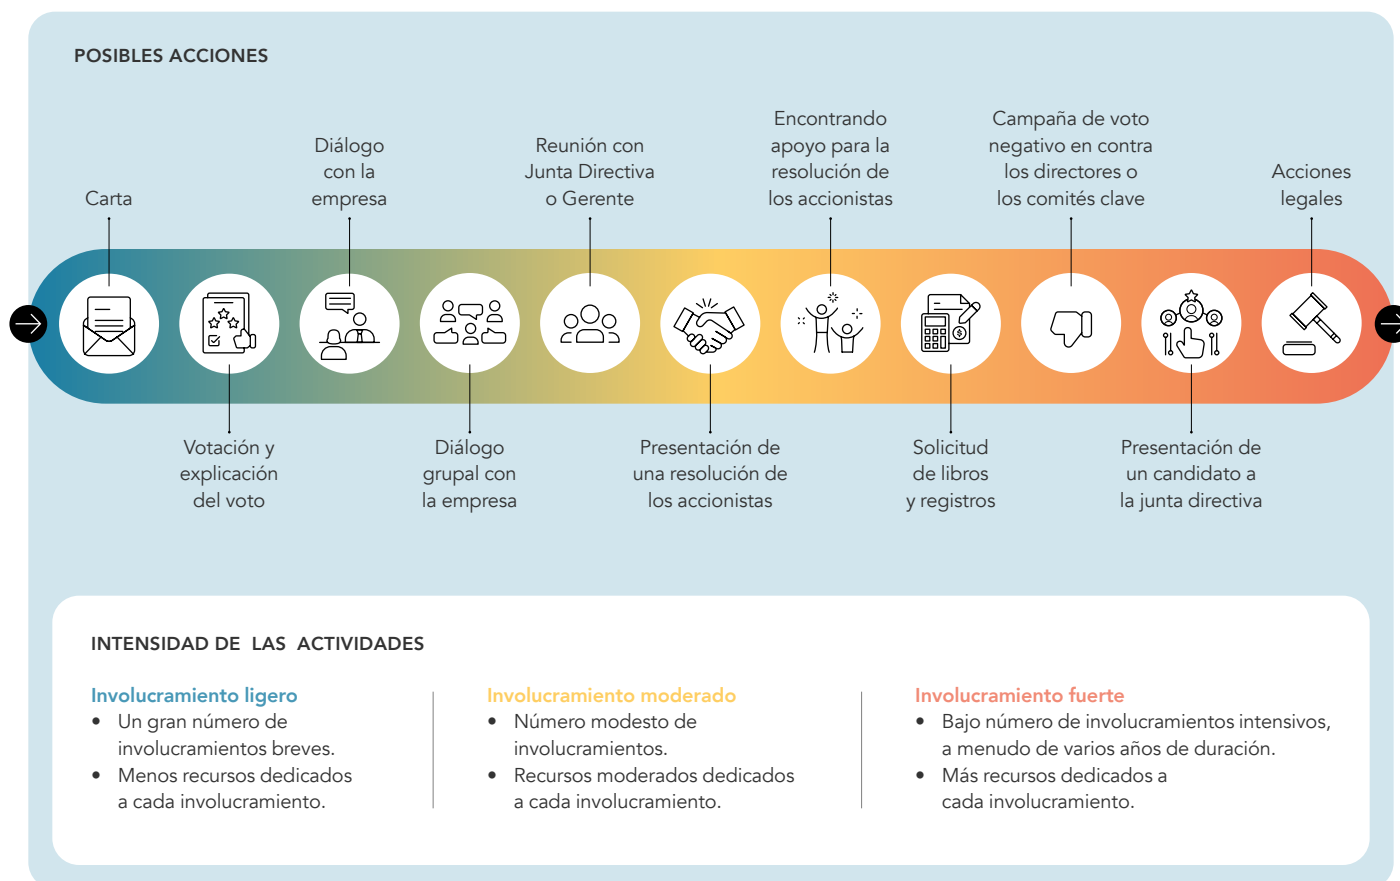 POSIBLES ACCIONES
Carta
Votación y
explicación
del voto
Diálogo
con la
empresa
Diálogo
grupal con
la empresa
Reunión con
Junta Directiva
o Gerente
Presentación de
una resolución de
los accionistas
Encontrando
apoyo para la
resolución de
los accionistas
Solicitud
de libros
y registros
Campaña de voto
negativo en contra
los directores o
los comités clave
Presentación de
un candidato a
la junta directiva
Acciones
legales
INTENSIDAD DE LAS ACTIVIDADES
Involucramiento ligero
• Un gran número de
involucramientos breves.
• Menos recursos dedicados
a cada involucramiento.
Involucramiento moderado
• Número modesto de
involucramientos.
• Recursos moderados dedicados
a cada involucramiento.
Involucramiento fuerte
• Bajo número de involucramientos intensivos,
a menudo de varios años de duración.
• Más recursos dedicados a
cada involucramiento.